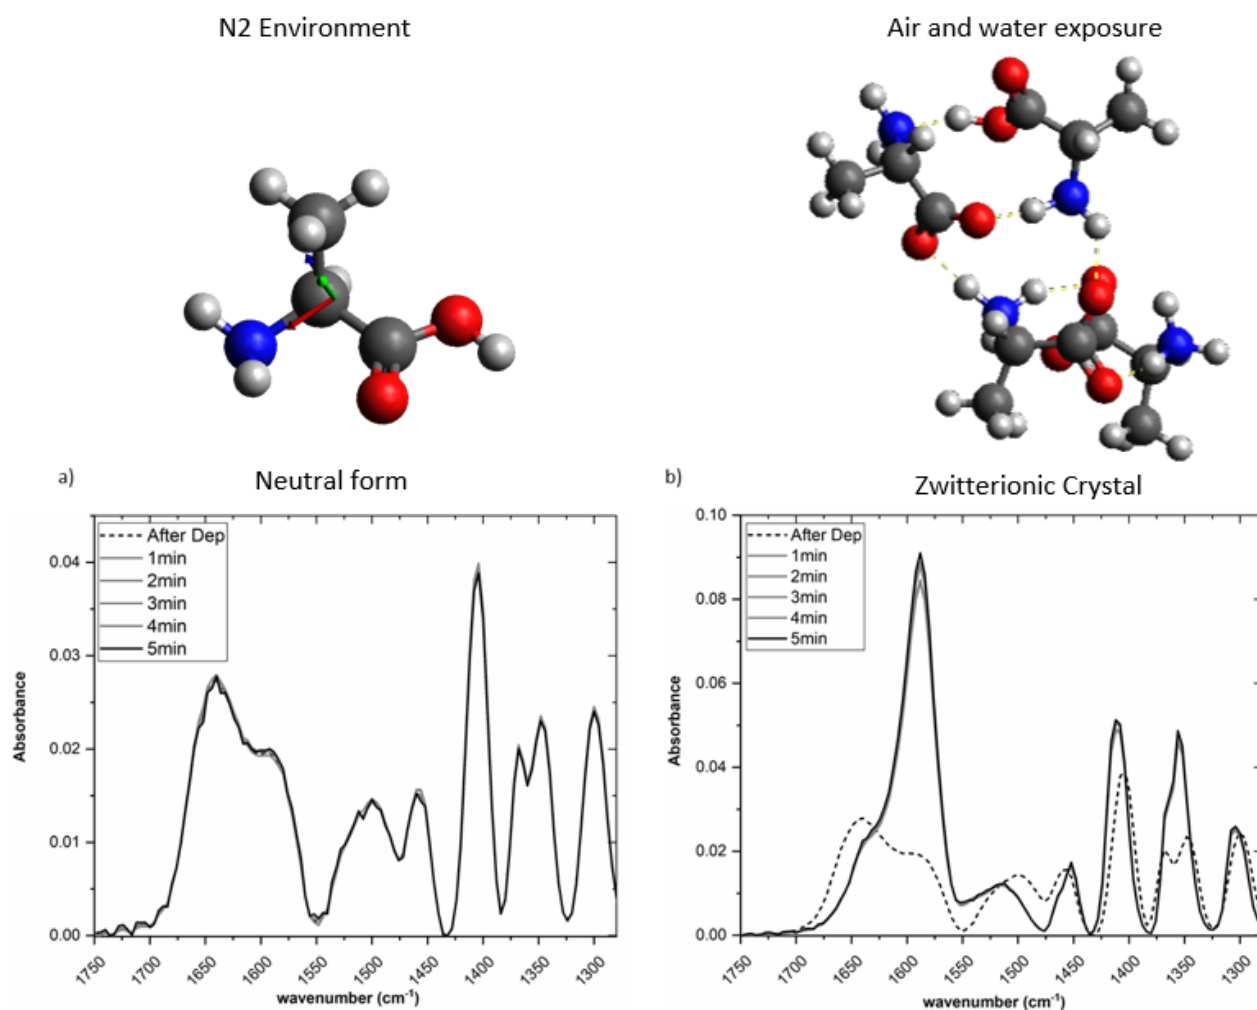 N2 Environment
Air and water exposure
a)
Neutral form
b)
Zwitterionic Crystal
After Dep
1min
2min
3min
4min
5min
0.04
0.03
0.02
0.01
0.00
Absorbance
1750
1700
1650
1600
1550
1500
1450
1400
1350
1300
wavenumber (cm-1)
After Dep
1min
2min
3min
4min
5min
0.10
0.08
0.06
0.04
0.02
0.00
Absorbance
1750
1700
1650
1600
1550
1500
1450
1400
1350
1300
wavenumber (cm-1)